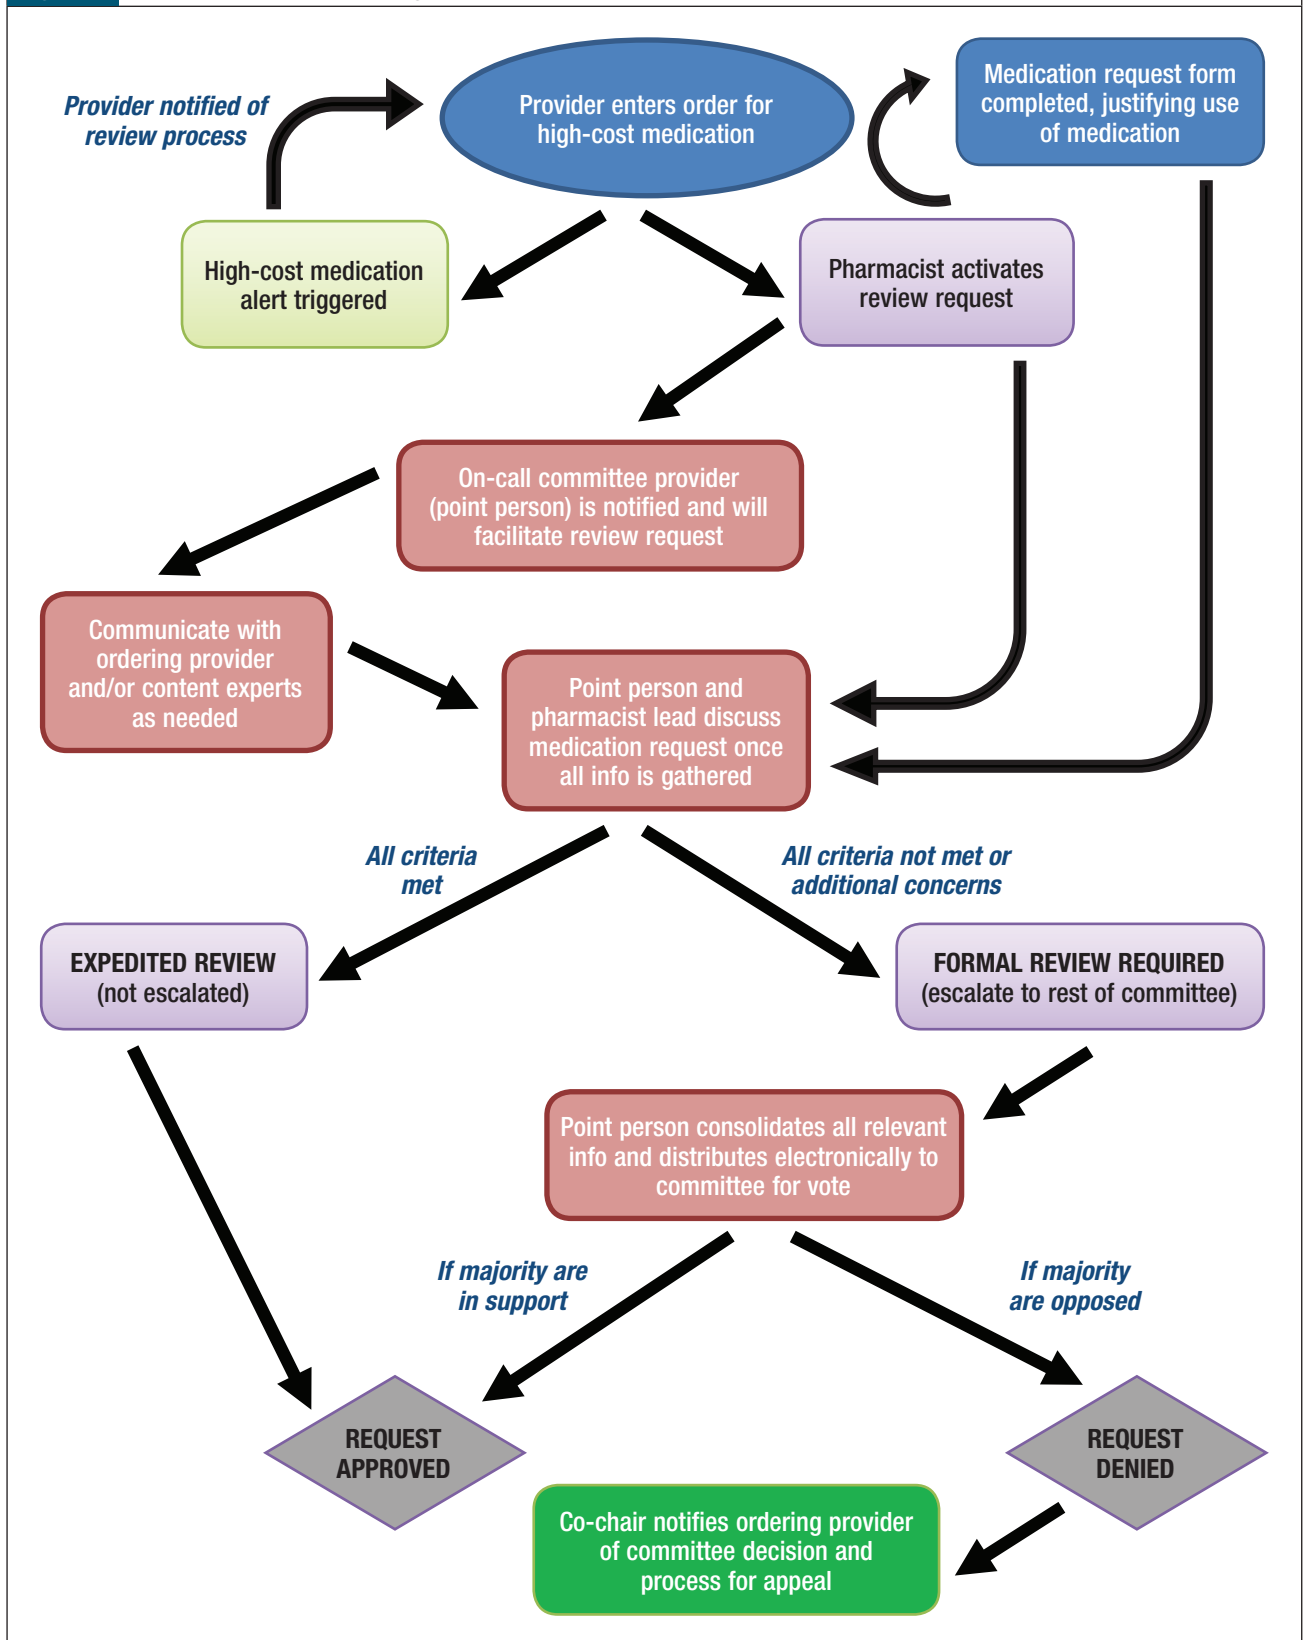 Provider notified of
review process
Provider enters order for
high-cost medication
Medication request form
completed, justifying use
of medication
High-cost medication
alert triggered
Pharmacist activates
review request
On-call committee provider
(point person) is notified and will
facilitate review request
Communicate with
ordering provider
and/or content experts
as needed
Point person and
pharmacist lead discuss
medication request once
all info is gathered
All criteria
met
All criteria not met or
additional concerns
EXPEDITED REVIEW
(not escalated)
FORMAL REVIEW REQUIRED
(escalate to rest of committee)
Point person consolidates all relevant
info and distributes electronically to
committee for vote
If majority are
in support
If majority
are opposed
REQUEST
APPROVED
REQUEST
DENIED
Co-chair notifies ordering provider
of committee decision and
process for appeal